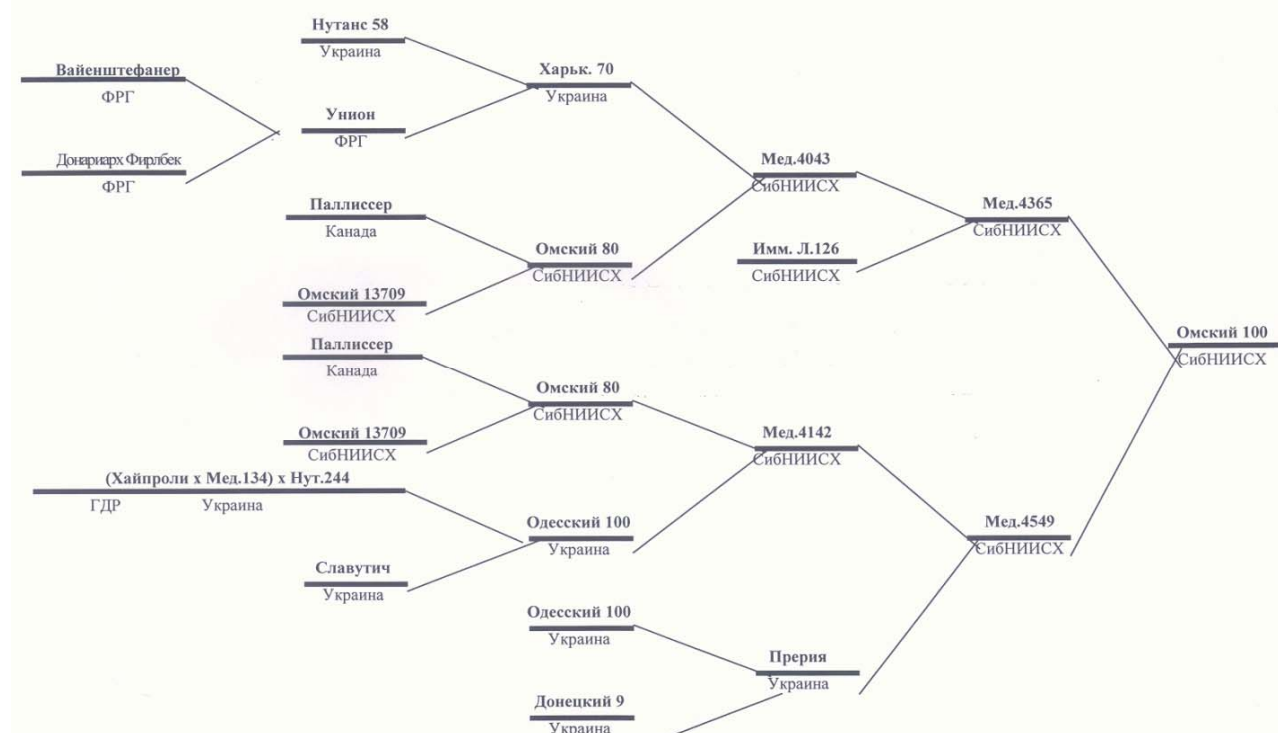 Нутанс 58
Украина
Вайенштефанер
ФРГ
Харьк. 70
Украина
Унион
ФРГ
Донариарх Фирлбек
ФРГ
Мед.4043
СибНИИСХ
Паллиссер
Канада
Мед.4365
СибНИИСХ
Омский 80
СибНИИСХ
Имм. Л.126
СибНИИСХ
Омский 13709
СибНИИСХ
Омский 100
СибНИИСХ
Паллиссер
Канада
Омский 80
СибНИИСХ
Омский 13709
СибНИИСХ
Мед.4142
СибНИИСХ
(Хайпроли х Мед.134) х Нут.244
ГДР Украина
Одесский 100
Украина
Мед.4549
СибНИИСХ
Славутич
Украина
Одесский 100
Украина
Прерия
Украина
Донецкий 9
Украина